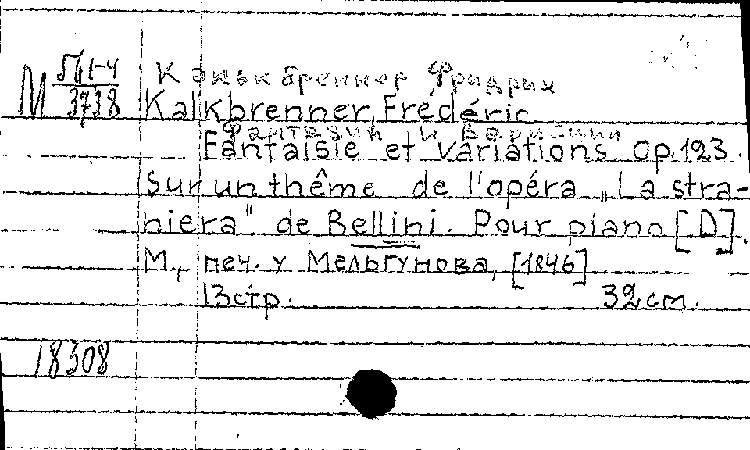 М П1-4
3738
Калькбреннер Фридрих
Kalkbrenner, Frédéric
Фантазия и вариации
Fantaisie et variations op.123.
sur un thême de l'opéra „La stra-
niera" de Bellini. Pour piano [D].
М., печ. у Мельгунова, [1846]
13стр. 32см.
18308